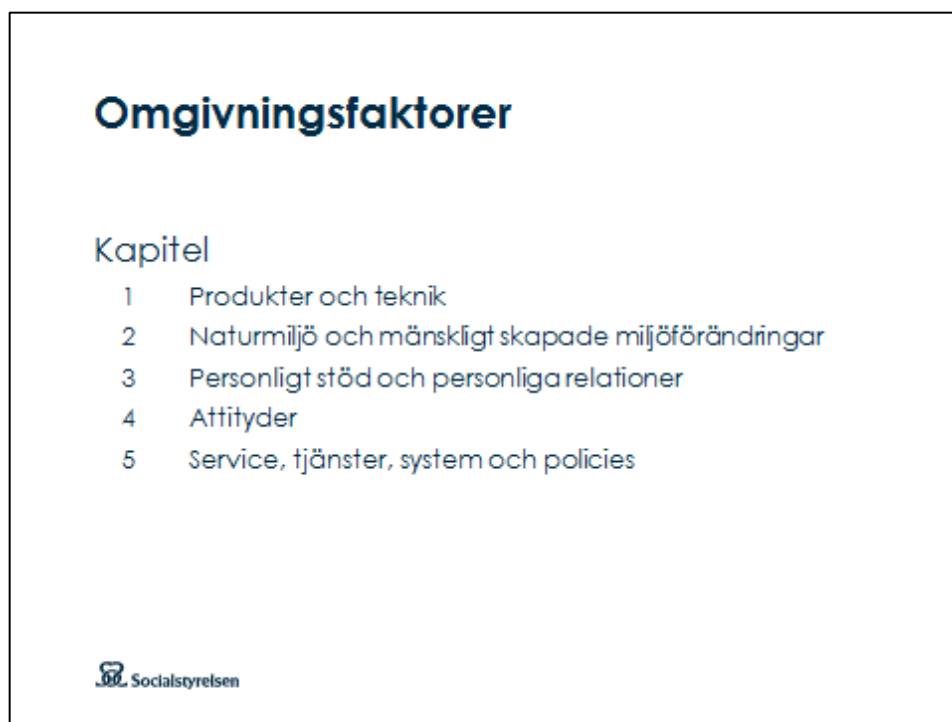 Omgivningsfaktorer
Kapitel
1 Produkter och teknik
2 Naturmiljö och mänskligt skapade miljöförändringar
3 Personligt stöd och personliga relationer
4 Attityder
5 Service, tjänster, system och policies
Socialstyrelsen